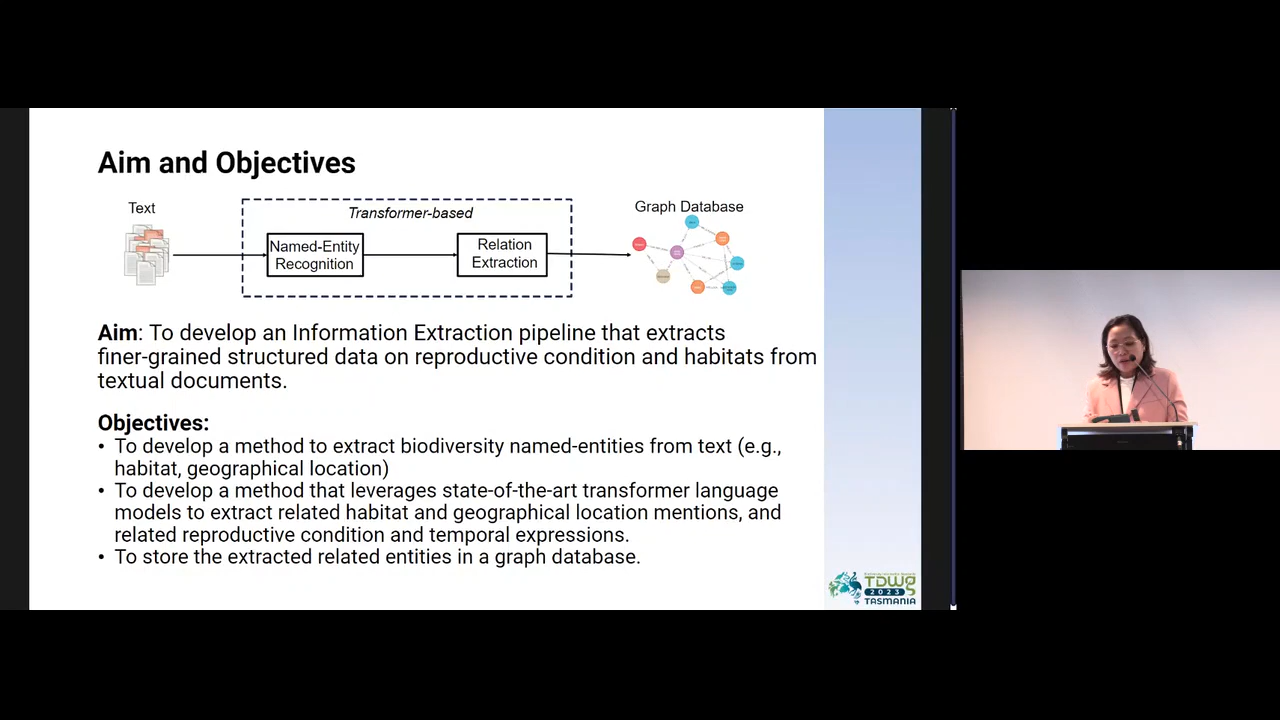 Aim and Objectives
Text
Transformer-based
Graph Database
Named-Entity
Recognition
Relation
Extraction
Aim: To develop an Information Extraction pipeline that extracts
finer-grained structured data on reproductive condition and habitats from
textual documents.
Objectives:
• To develop a method to extract biodiversity named-entities from text (e.g.,
habitat, geographical location)
• To develop a method that leverages state-of-the-art transformer language
models to extract related habitat and geographical location mentions, and
related reproductive condition and temporal expressions.
• To store the extracted related entities in a graph database.
TDWG
2023
TASMANIA